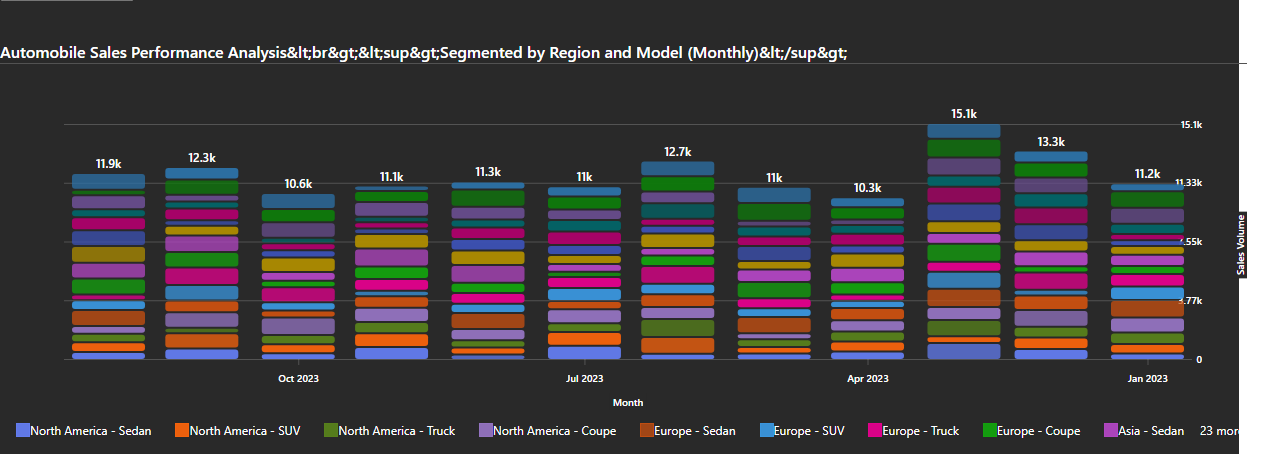 Automobile Sales Performance Analysis&lt;br&gt;&lt;sup&gt;Segmented by Region and Model (Monthly)&lt;/sup&gt;
15.1k
13.3k
12.7k
12.3k
11.9k
11.1k
11.3k
11k
11k
11.2k
10.6k
10.3k
15.1k
11.33k
7.55k
3.77k
0
Sales Volume
Oct 2023
Jul 2023
Apr 2023
Jan 2023
Month
North America - Sedan
North America - SUV
North America - Truck
North America - Coupe
Europe - Sedan
Europe - SUV
Europe - Truck
Europe - Coupe
Asia - Sedan
23 more